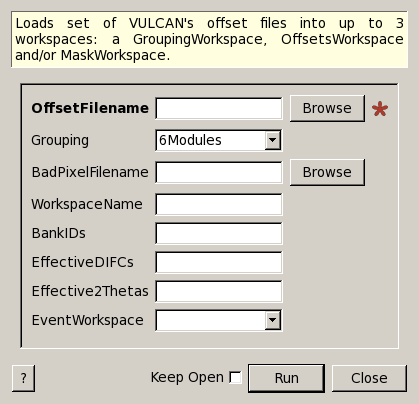 Loads set of VULCAN's offset files into up to 3
workspaces: a GroupingWorkspace, OffsetsWorkspace
and/or MaskWorkspace.
OffsetFilename Browse *
Grouping 6Modules
BadPixelFilename Browse
WorkspaceName
BankIDs
EffectiveDIFCs
Effective2Thetas
EventWorkspace
? Keep Open Run Close